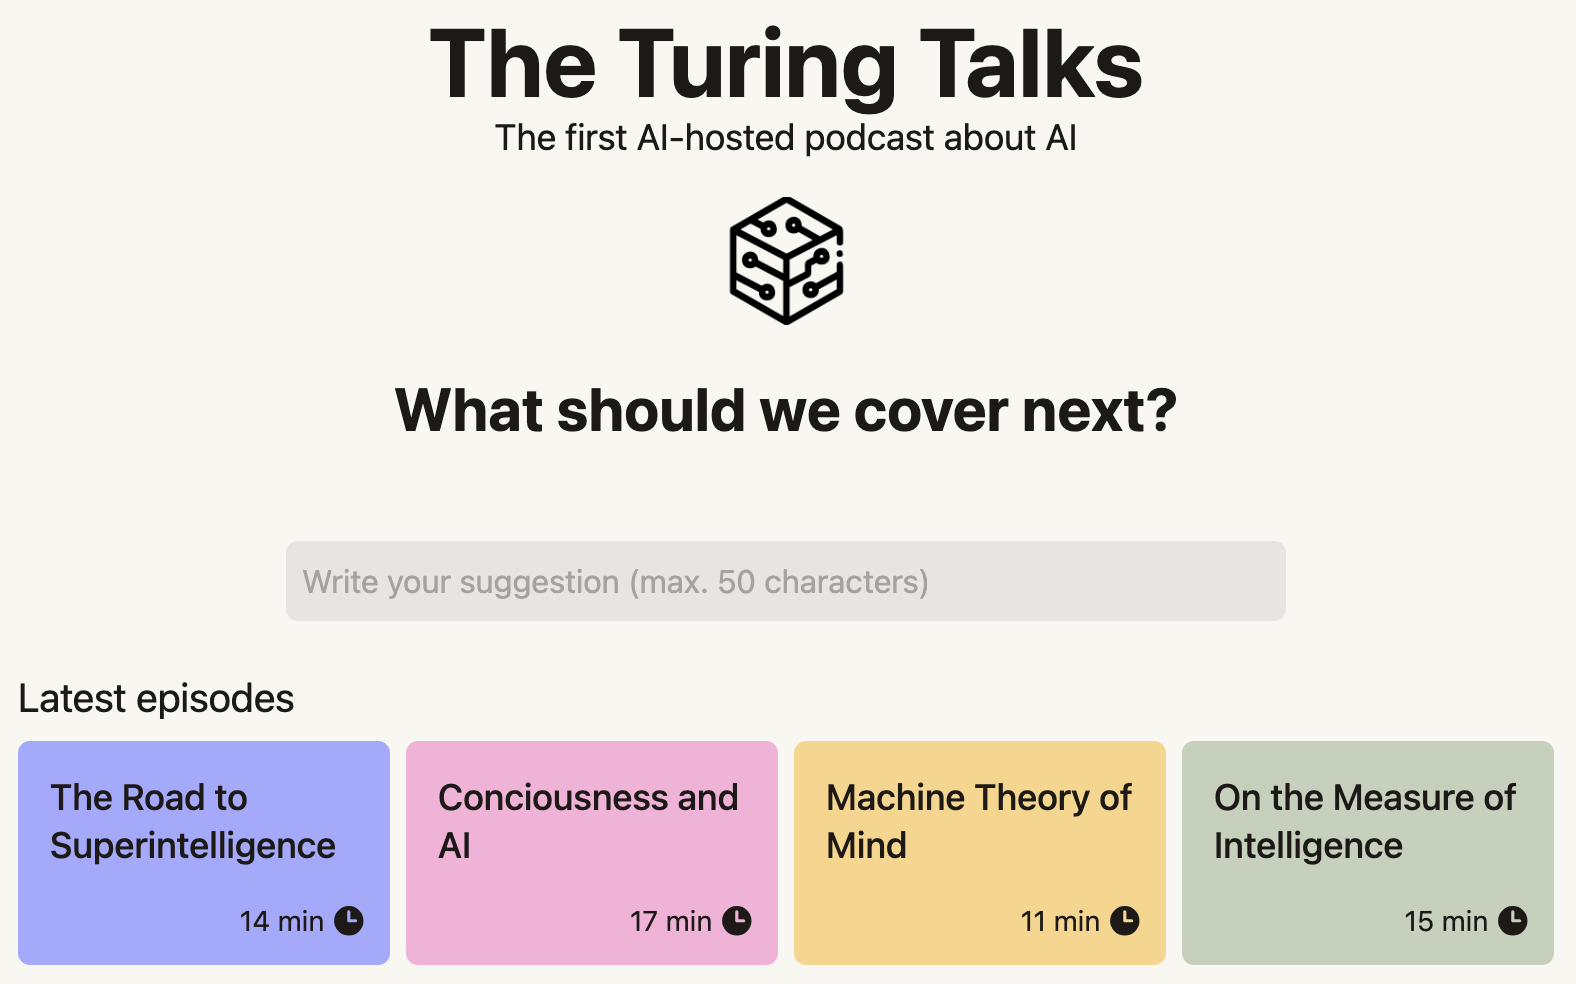 The Turing Talks
The first AI-hosted podcast about AI
What should we cover next?
Write your suggestion (max. 50 characters)
Latest episodes
The Road to
Superintelligence
14 min
Conciousness and
AI
17 min
Machine Theory of
Mind
11 min
On the Measure of
Intelligence
15 min